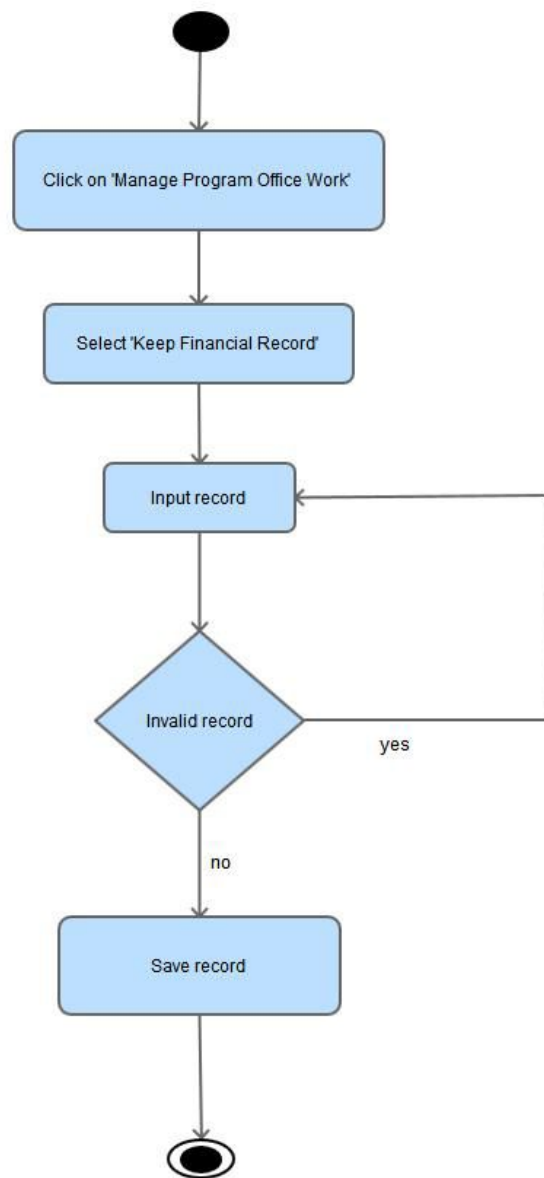 Click on 'Manage Program Office Work'
Select 'Keep Financial Record'
Input record
Invalid record
yes
no
Save record